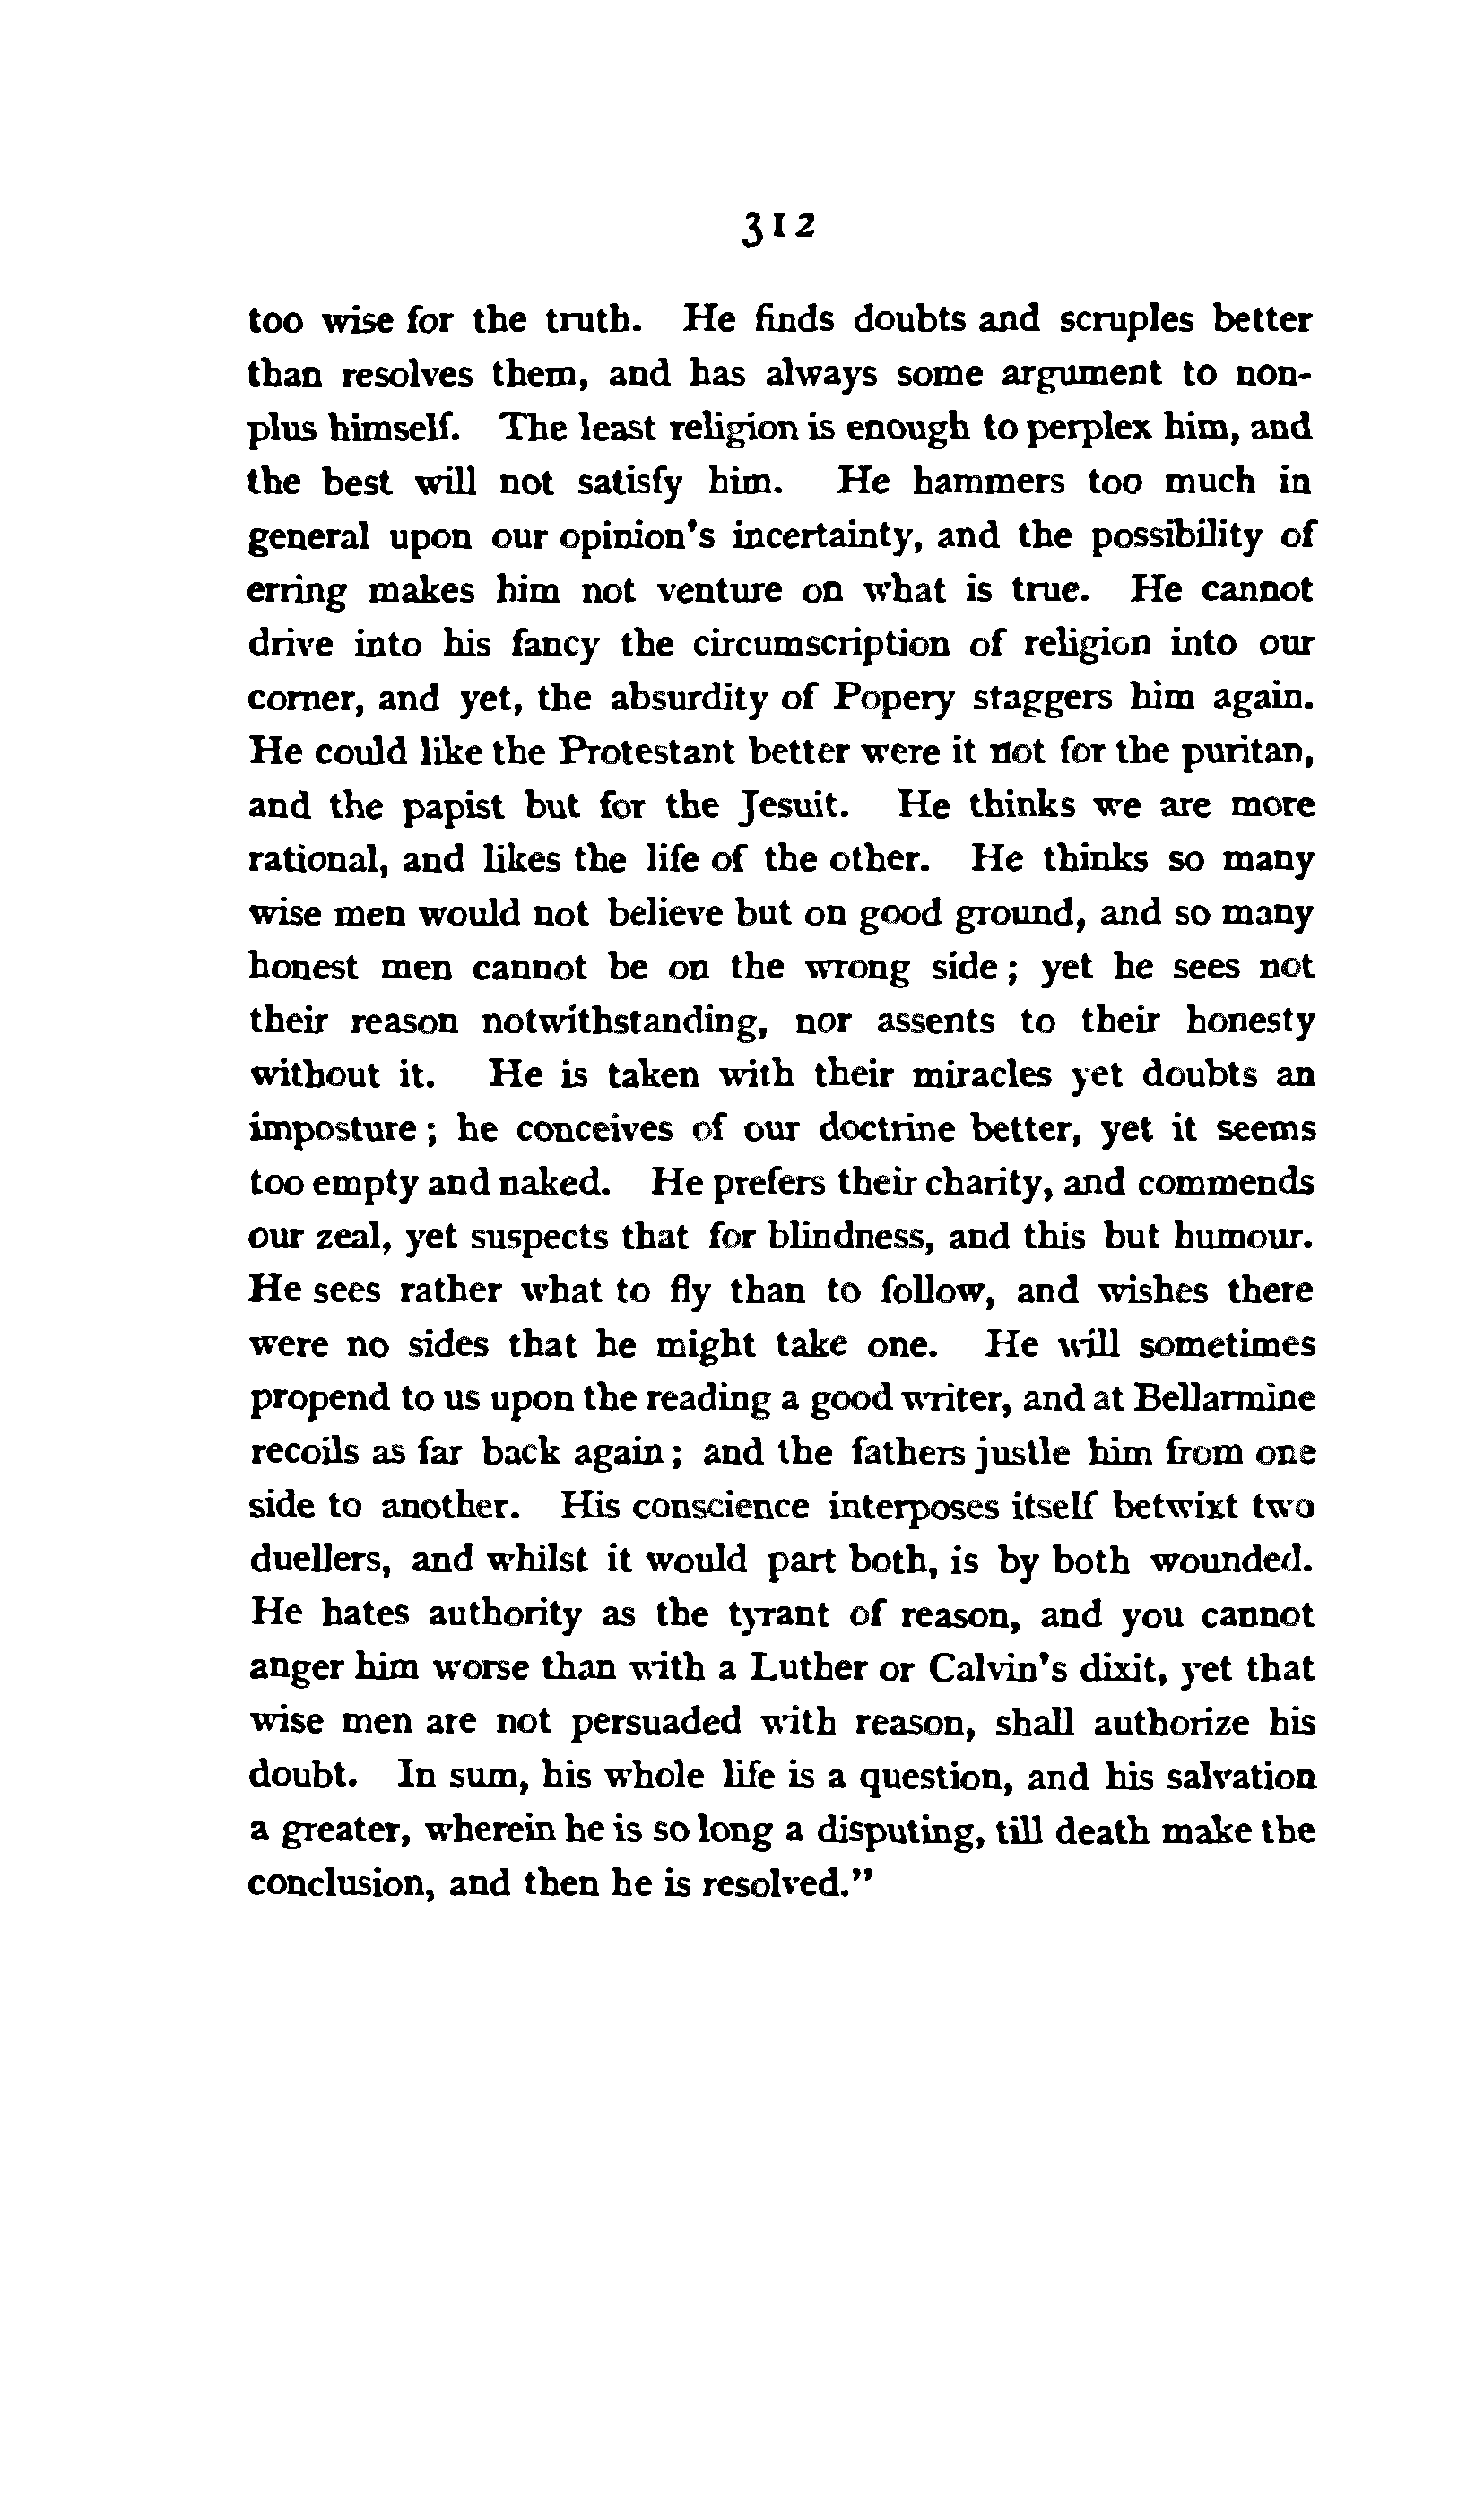 312
too wise for the truth. He finds doubts and scruples better
than resolves them, and has always some argument to non-
plus himself. The least religion is enough to perplex him, and
the best will not satisfy him. He hammers too much in
general upon our opinion's incertainty, and the possibility of
erring makes him not venture on what is true. He cannot
drive into his fancy the circumscription of religion into our
corner, and yet, the absurdity of Popery staggers him again.
He could like the Protestant better were it not for the puritan,
and the papist but for the Jesuit. He thinks we are more
rational, and likes the life of the other. He thinks so many
wise men would not believe but on good ground, and so many
honest men cannot be on the wrong side; yet he sees not
their reason notwithstanding, nor assents to their honesty
without it. He is taken with their miracles yet doubts an
imposture; he conceives of our doctrine better, yet it seems
too empty and naked. He prefers their charity, and commends
our zeal, yet suspects that for blindness, and this but humour.
He sees rather what to fly than to follow, and wishes there
were no sides that he might take one. He will sometimes
propend to us upon the reading a good writer, and at Bellarmine
recoils as far back again; and the fathers justle him from one
side to another. His conscience interposes itself betwixt two
duellers, and whilst it would part both, is by both wounded.
He hates authority as the tyrant of reason, and you cannot
anger him worse than with a Luther or Calvin's dixit, yet that
wise men are not persuaded with reason, shall authorize his
doubt. In sum, his whole life is a question, and his salvation
a greater, wherein he is so long a disputing, till death make the
conclusion, and then he is resolved."